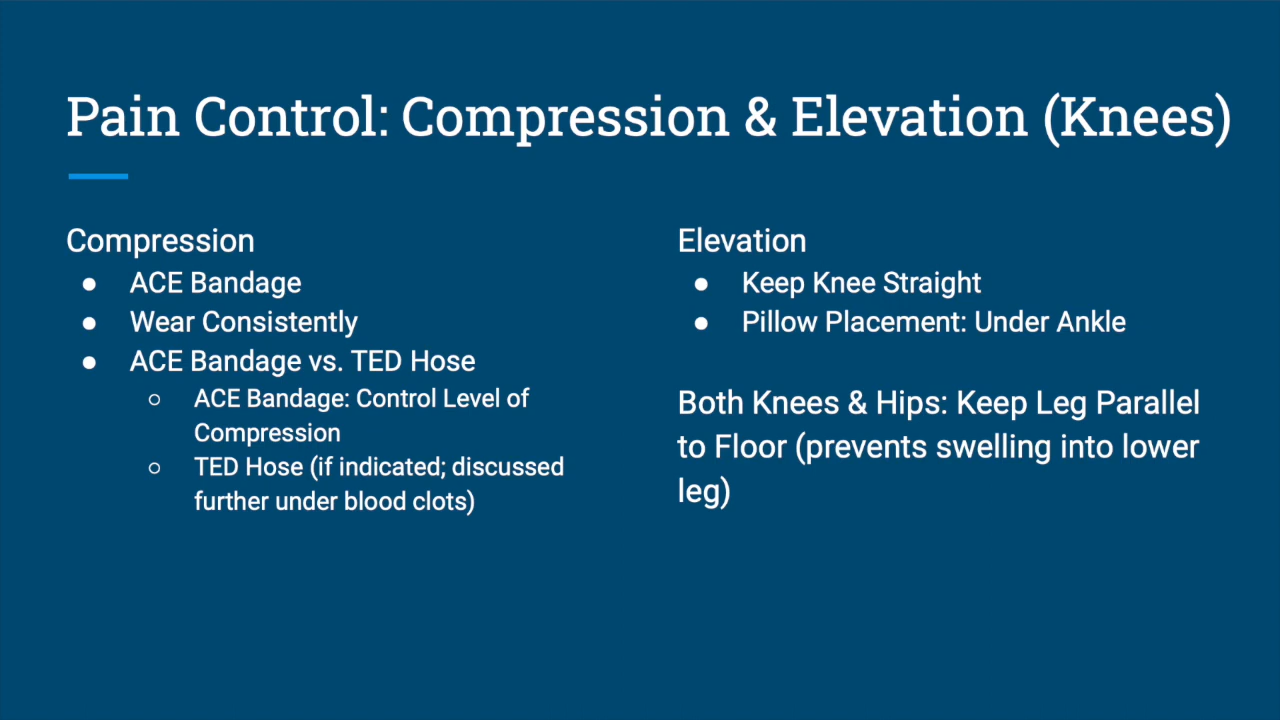 Pain Control: Compression & Elevation (Knees)
Compression
● ACE Bandage
● Wear Consistently
● ACE Bandage vs. TED Hose
○ ACE Bandage: Control Level of
Compression
○ TED Hose (if indicated; discussed
further under blood clots)
Elevation
● Keep Knee Straight
● Pillow Placement: Under Ankle
Both Knees & Hips: Keep Leg Parallel
to Floor (prevents swelling into lower
leg)